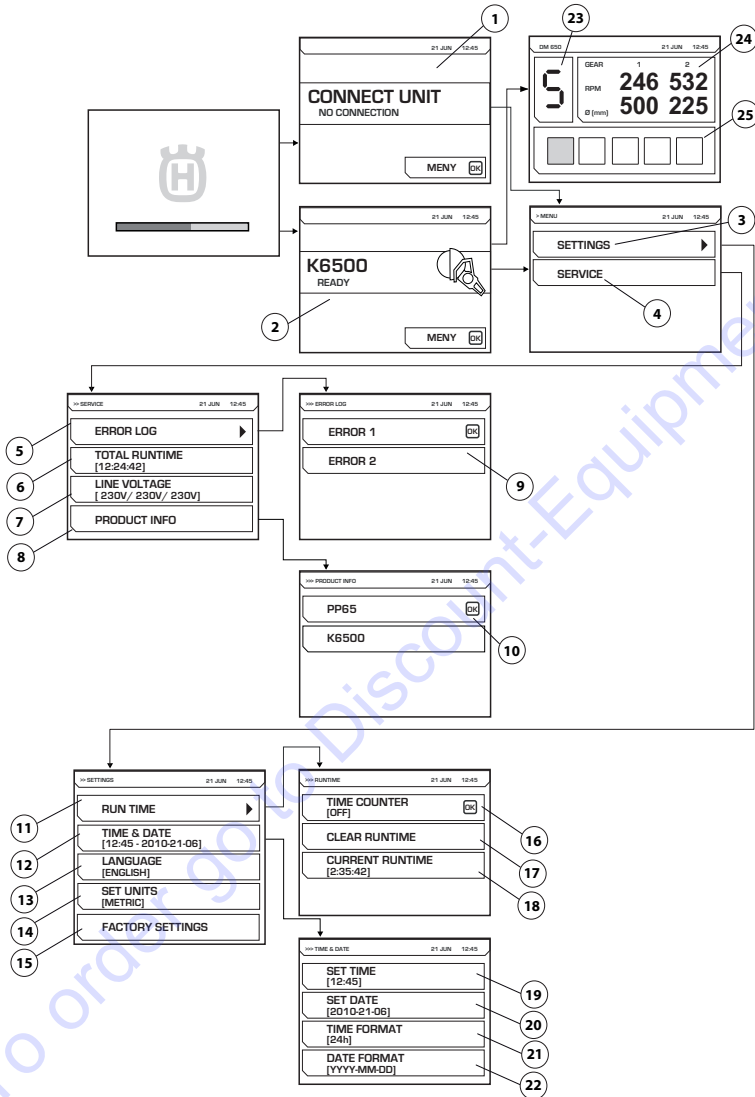 1
21 JUN 12:45
CONNECT UNIT
NO CONNECTION
MENY OK
23
DM 650 21 JUN 12:45
24
GEAR 1 2
RPM 246 532
Ø (mm) 500 225
S
25
H
21 JUN 12:45
K6500
READY
MENY OK
2
> MENU 21 JUN 12:45
SETTINGS
3
SERVICE
4
>> SERVICE 21 JUN 12:45
ERROR LOG
5
TOTAL RUNTIME
[12:24:42]
6
LINE VOLTAGE
[ 230V/ 230V/ 230V]
7
PRODUCT INFO
8
>>> ERROR LOG 21 JUN 12:45
ERROR 1 OK
ERROR 2
9
>>> PRODUCT INFO 21 JUN 12:45
PP65 OK
10
K6500
>> SETTINGS 21 JUN 12:45
RUN TIME
11
TIME & DATE
[12:45 - 2010-21-06]
12
LANGUAGE
[ENGLISH]
13
SET UNITS
[METRIC]
14
FACTORY SETTINGS
15
>>> RUNTIME 21 JUN 12:45
TIME COUNTER
[OFF] OK
16
CLEAR RUNTIME
17
CURRENT RUNTIME
[2:35:42]
18
>>> TIME & DATE 21 JUN 12:45
SET TIME
[12:45]
19
SET DATE
[2010-21-06]
20
TIME FORMAT
[24h]
21
DATE FORMAT
[YYYY-MM-DD]
22
To order go to Discount-Equipmen